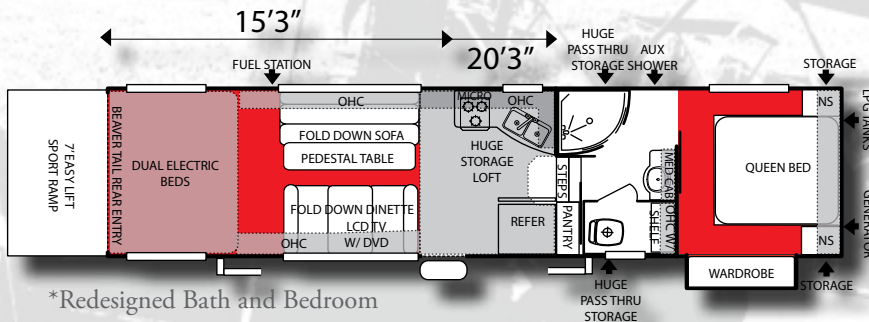 15'3”
20'3”
FUEL STATION
HUGE
PASS THRU
STORAGE
AUX
SHOWER
STORAGE
7' EASY LIFT
SPORT RAMP
BEAVER TAIL REAR ENTRY
DUAL ELECTRIC
BEDS
OHC
FOLD DOWN SOFA
PEDESTAL TABLE
FOLD DOWN DINETTE
LCD TV
W/ DVD
OHC
MICRO
OHC
HUGE
STORAGE
LOFT
REFER
STEPS
PANTRY
MED CAB
OHC W/
SHELF
QUEEN BED
NS
NS
LPG TANKS
GENERATOR
WARDROBE
STORAGE
HUGE
PASS THRU
STORAGE
*Redesigned Bath and Bedroom